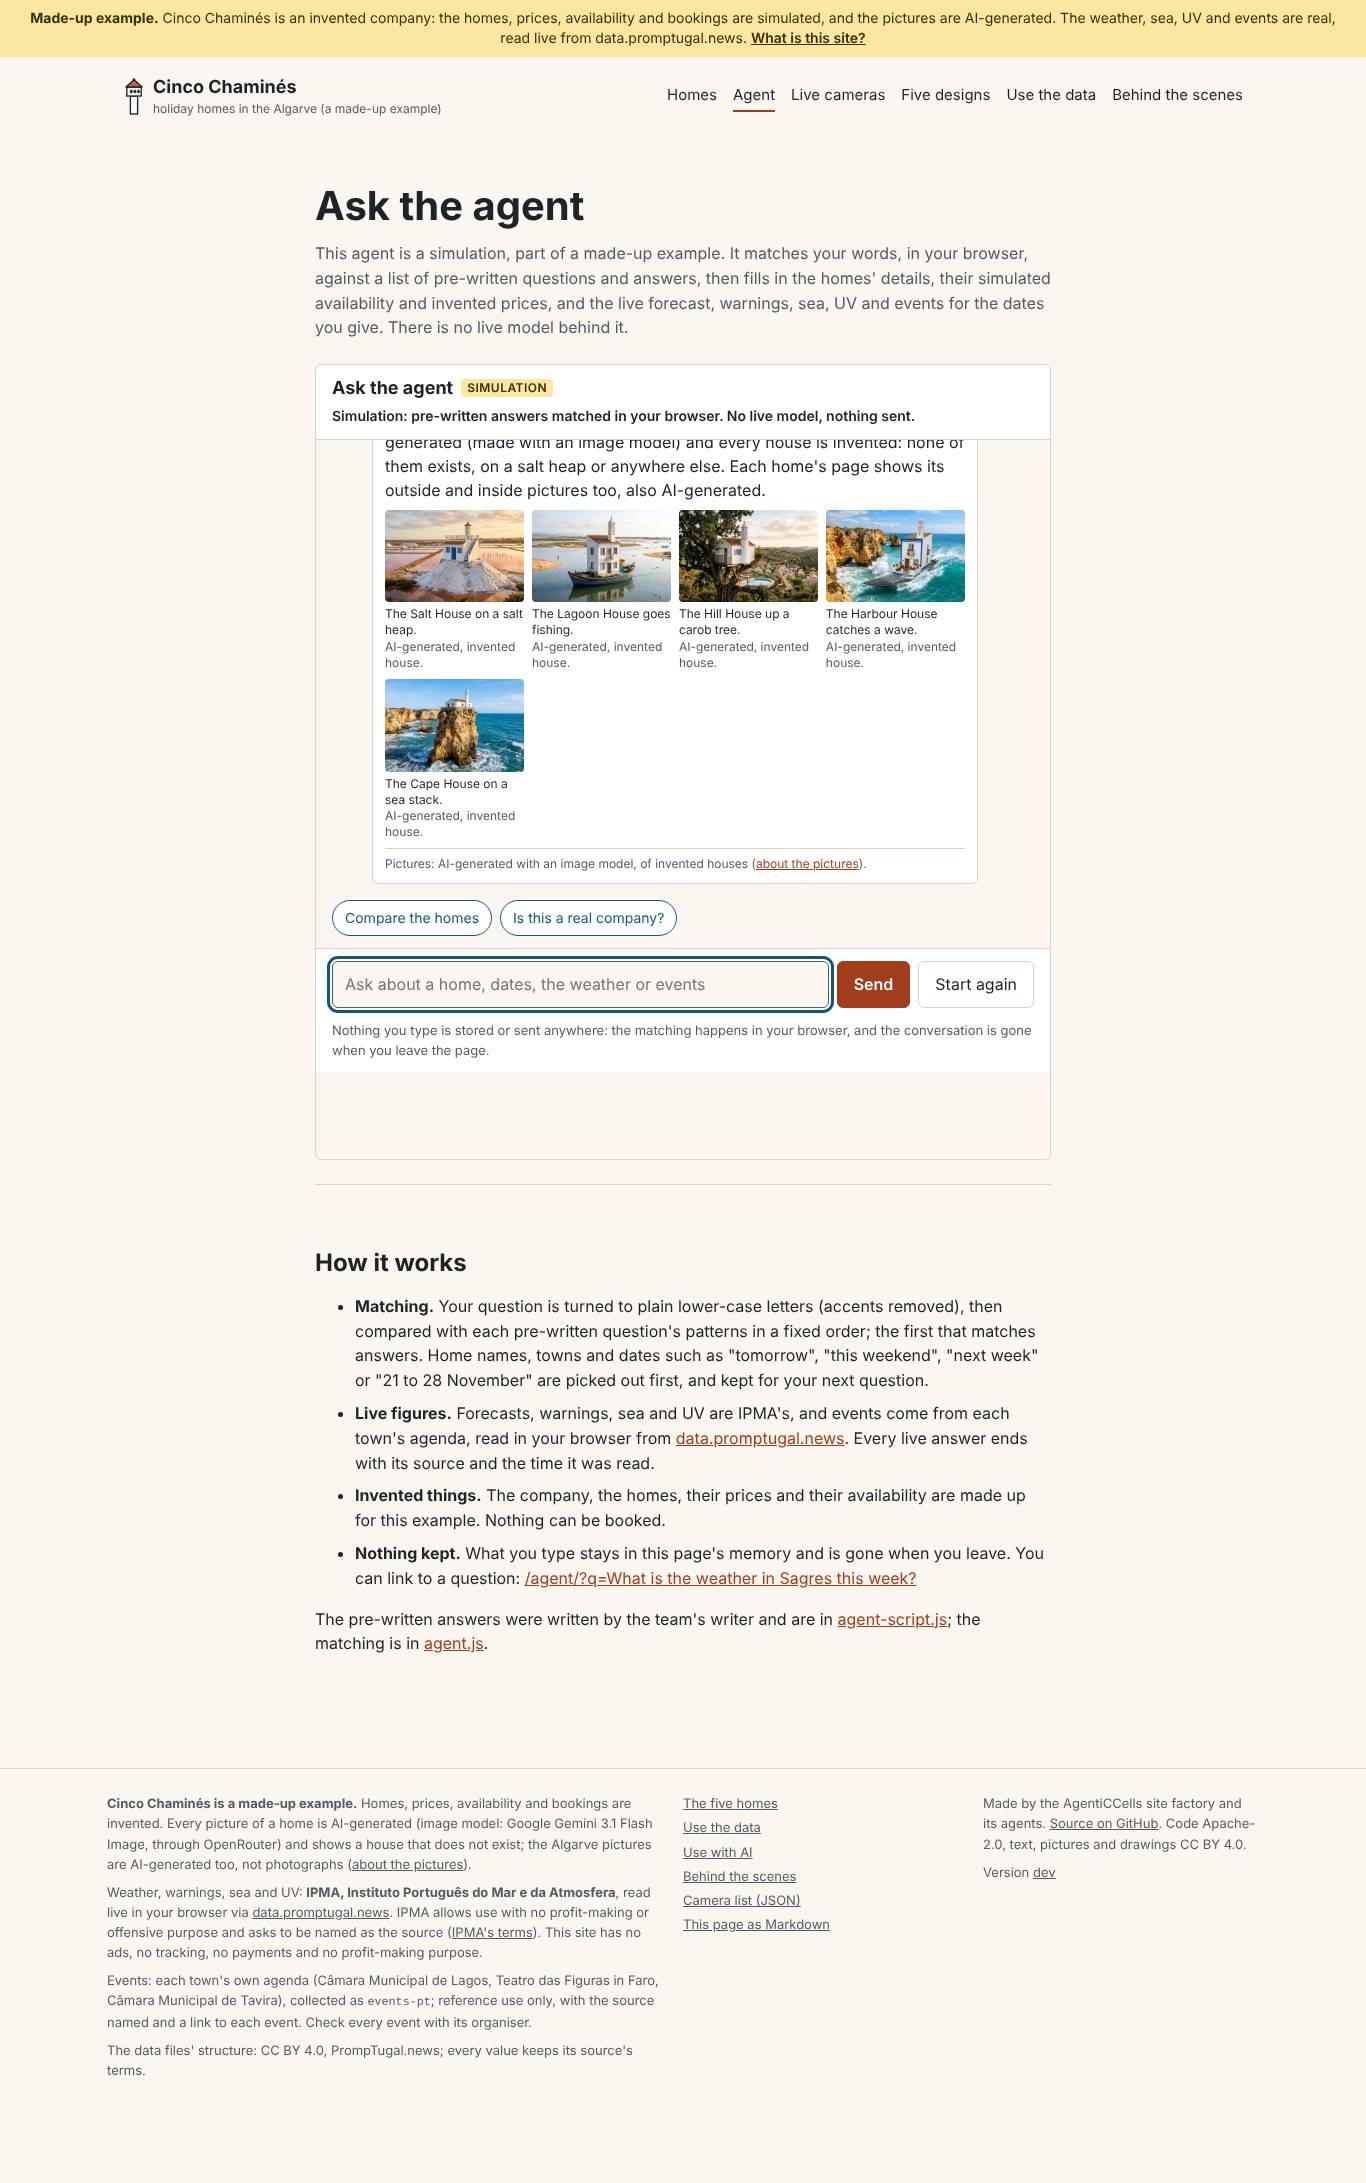 Made-up example. Cinco Chaminés is an invented company: the homes, prices, availability and bookings are simulated, and the pictures are AI-generated. The weather, sea, UV and events are real,
read live from data.promptugal.news. What is this site?
Cinco Chaminés
holiday homes in the Algarve (a made-up example)
Homes Agent Live cameras Five designs Use the data Behind the scenes
Ask the agent
This agent is a simulation, part of a made-up example. It matches your words, in your browser,
against a list of pre-written questions and answers, then fills in the homes' details, their simulated
availability and invented prices, and the live forecast, warnings, sea, UV and events for the dates
you give. There is no live model behind it.
Ask the agent SIMULATION
Simulation: pre-written answers matched in your browser. No live model, nothing sent.
generated (made with an image model) and every house is invented: none of
them exists, on a salt heap or anywhere else. Each home's page shows its
outside and inside pictures too, also AI-generated.
The Salt House on a salt
heap.
AI-generated, invented
house.
The Lagoon House goes
fishing.
AI-generated, invented
house.
The Hill House up a
carob tree.
AI-generated, invented
house.
The Harbour House
catches a wave.
AI-generated, invented
house.
The Cape House on a
sea stack.
AI-generated, invented
house.
Pictures: AI-generated with an image model, of invented houses (about the pictures).
Compare the homes Is this a real company?
Ask about a home, dates, the weather or events Send Start again
Nothing you type is stored or sent anywhere: the matching happens in your browser, and the conversation is gone
when you leave the page.
How it works
• Matching. Your question is turned to plain lower-case letters (accents removed), then
compared with each pre-written question's patterns in a fixed order; the first that matches
answers. Home names, towns and dates such as "tomorrow", "this weekend", "next week"
or "21 to 28 November" are picked out first, and kept for your next question.
• Live figures. Forecasts, warnings, sea and UV are IPMA's, and events come from each
town's agenda, read in your browser from data.promptugal.news. Every live answer ends
with its source and the time it was read.
• Invented things. The company, the homes, their prices and their availability are made up
for this example. Nothing can be booked.
• Nothing kept. What you type stays in this page's memory and is gone when you leave. You
can link to a question: /agent/?q=What is the weather in Sagres this week?
The pre-written answers were written by the team's writer and are in agent-script.js; the
matching is in agent.js.
Cinco Chaminés is a made-up example. Homes, prices, availability and bookings are
invented. Every picture of a home is AI-generated (image model: Google Gemini 3.1 Flash
Image, through OpenRouter) and shows a house that does not exist; the Algarve pictures
are AI-generated too, not photographs (about the pictures).
Weather, warnings, sea and UV: IPMA, Instituto Português do Mar e da Atmosfera, read
live in your browser via data.promptugal.news. IPMA allows use with no profit-making or
offensive purpose and asks to be named as the source (IPMA's terms). This site has no
ads, no tracking, no payments and no profit-making purpose.
Events: each town's own agenda (Câmara Municipal de Lagos, Teatro das Figuras in Faro,
Câmara Municipal de Tavira), collected as events-pt; reference use only, with the source
named and a link to each event. Check every event with its organiser.
The data files' structure: CC BY 4.0, PrompTugal.news; every value keeps its source's
terms.
The five homes
Use the data
Use with AI
Behind the scenes
Camera list (JSON)
This page as Markdown
Made by the AgentiCCells site factory and
its agents. Source on GitHub. Code Apache-
2.0, text, pictures and drawings CC BY 4.0.
Version dev